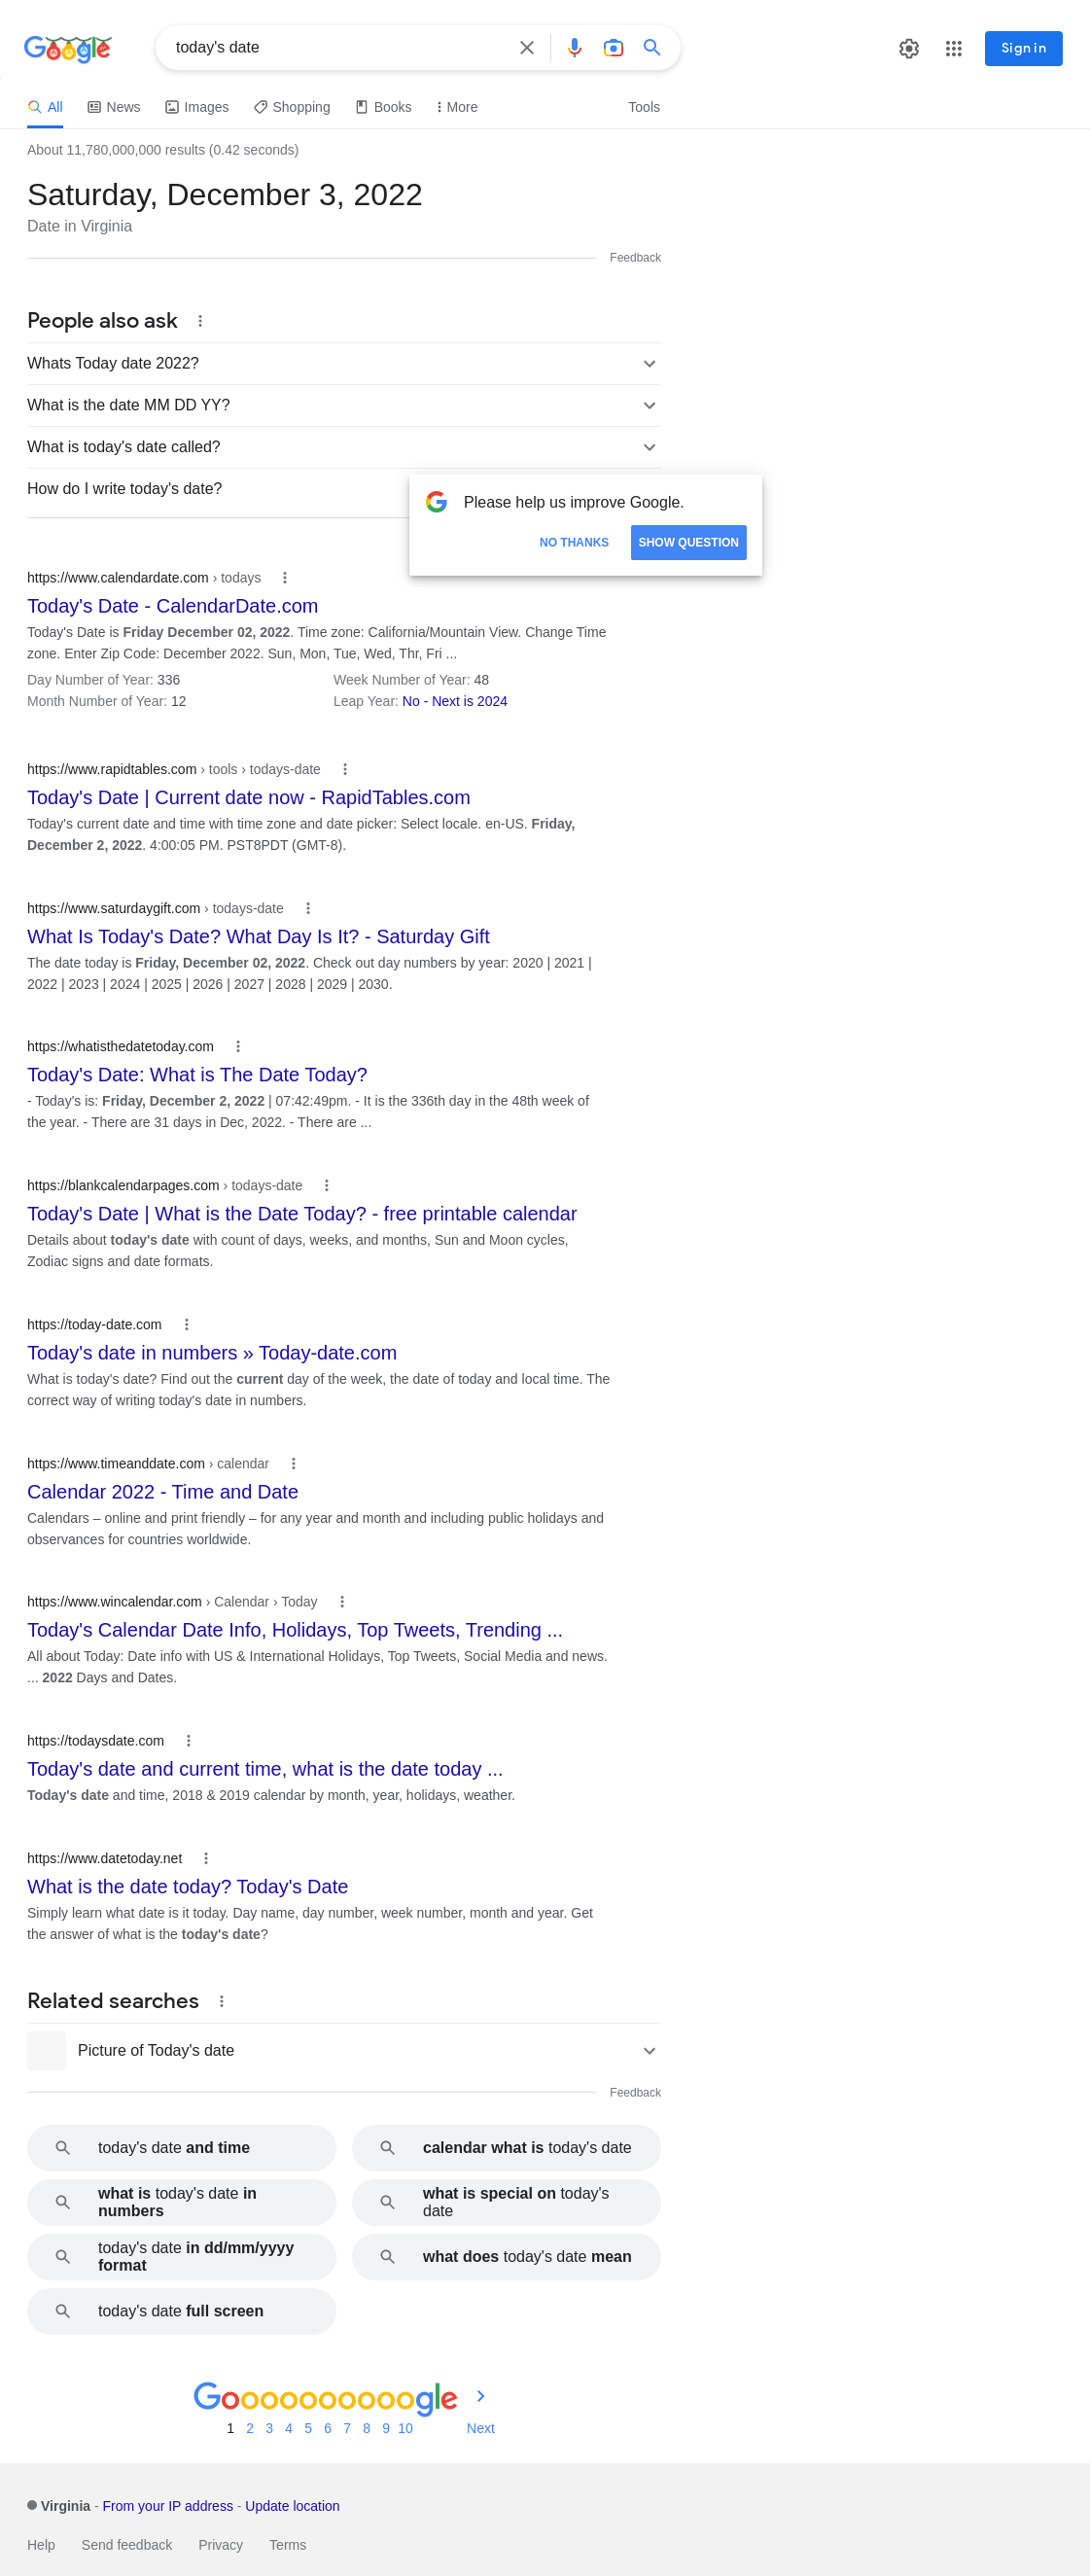 Google
today's date
Sign in
All News Images Shopping Books More Tools
About 11,780,000,000 results (0.42 seconds)
Saturday, December 3, 2022
Date in Virginia
Feedback
People also ask
Whats Today date 2022?
What is the date MM DD YY?
What is today's date called?
How do I write today's date?
Please help us improve Google.
NO THANKS SHOW QUESTION
https://www.calendardate.com › todays
Today's Date - CalendarDate.com
Today's Date is Friday December 02, 2022. Time zone: California/Mountain View. Change Time
zone. Enter Zip Code: December 2022. Sun, Mon, Tue, Wed, Thr, Fri ...
Day Number of Year: 336 Week Number of Year: 48
Month Number of Year: 12 Leap Year: No - Next is 2024
https://www.rapidtables.com › tools › todays-date
Today's Date | Current date now - RapidTables.com
Today's current date and time with time zone and date picker: Select locale. en-US. Friday,
December 2, 2022. 4:00:05 PM. PST8PDT (GMT-8).
https://www.saturdaygift.com › todays-date
What Is Today's Date? What Day Is It? - Saturday Gift
The date today is Friday, December 02, 2022. Check out day numbers by year: 2020 | 2021 |
2022 | 2023 | 2024 | 2025 | 2026 | 2027 | 2028 | 2029 | 2030.
https://whatisthedatetoday.com
Today's Date: What is The Date Today?
- Today's is: Friday, December 2, 2022 | 07:42:49pm. - It is the 336th day in the 48th week of
the year. - There are 31 days in Dec, 2022. - There are ...
https://blankcalendarpages.com › todays-date
Today's Date | What is the Date Today? - free printable calendar
Details about today's date with count of days, weeks, and months, Sun and Moon cycles,
Zodiac signs and date formats.
https://today-date.com
Today's date in numbers » Today-date.com
What is today's date? Find out the current day of the week, the date of today and local time. The
correct way of writing today's date in numbers.
https://www.timeanddate.com › calendar
Calendar 2022 - Time and Date
Calendars – online and print friendly – for any year and month and including public holidays and
observances for countries worldwide.
https://www.wincalendar.com › Calendar › Today
Today's Calendar Date Info, Holidays, Top Tweets, Trending ...
All about Today: Date info with US & International Holidays, Top Tweets, Social Media and news.
... 2022 Days and Dates.
https://todaysdate.com
Today's date and current time, what is the date today ...
Today's date and time, 2018 & 2019 calendar by month, year, holidays, weather.
https://www.datetoday.net
What is the date today? Today's Date
Simply learn what date is it today. Day name, day number, week number, month and year. Get
the answer of what is the today's date?
Related searches
Picture of Today's date
Feedback
today's date and time
calendar what is today's date
what is today's date in
numbers
what is special on today's
date
today's date in dd/mm/yyyy
format
what does today's date mean
today's date full screen
Goooooooooogle
1 2 3 4 5 6 7 8 9 10 Next
Virginia - From your IP address - Update location
Help Send feedback Privacy Terms